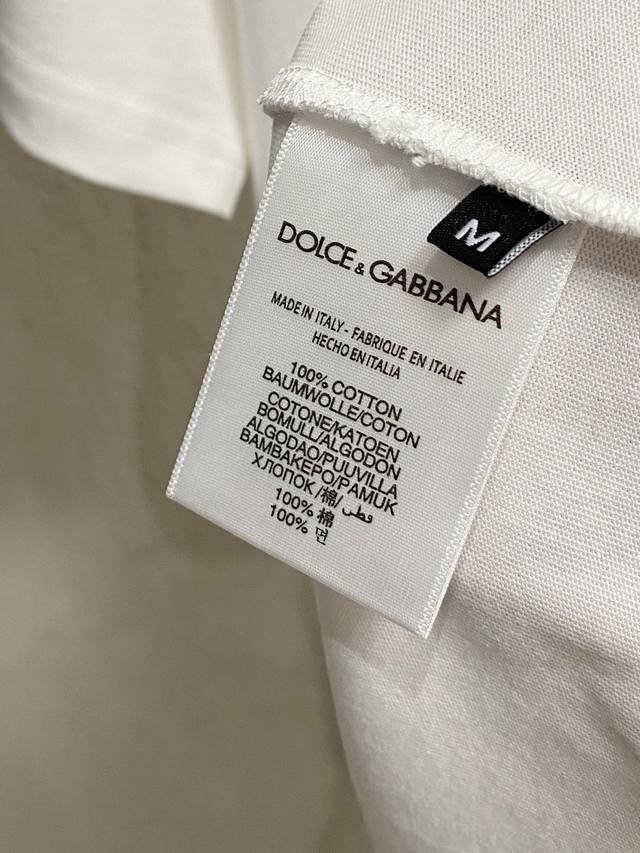 DOLCE & GABBANA
M
MADE IN ITALY - FABRIQUE EN ITALIE
HECHO EN ITALIA
100% COTTON
BAUMWOLLE/COTON
COTONE/KATOEN
BOMULL/ALGODON
ALGODAO/PUUVILLA
BAMBAKEPO/PAMUK
ХЛОПОК /棉/ قطن
100% 棉
100% 면